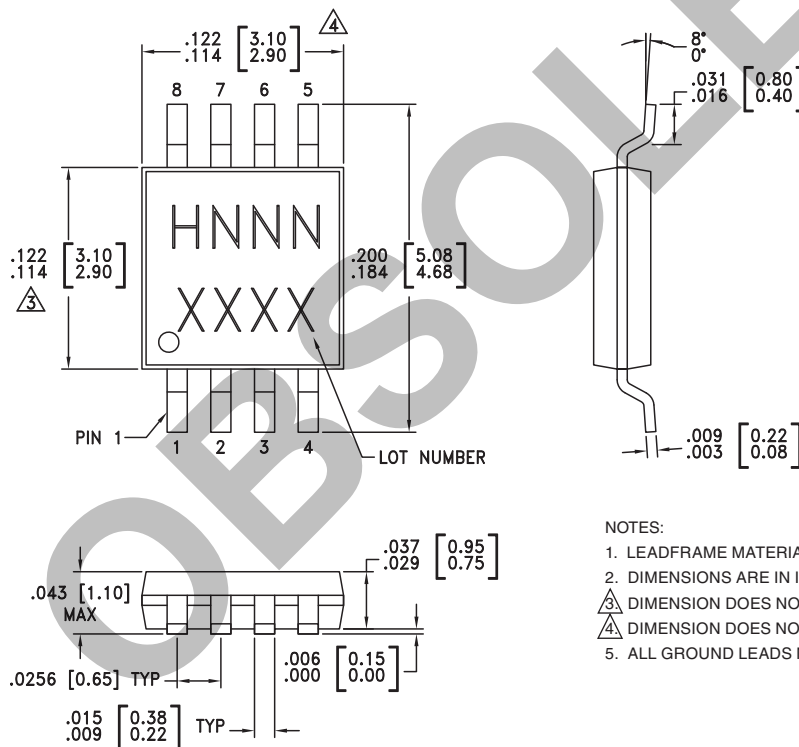 .122 [3.10]
.114 [2.90]
4
8 7 6 5
HNNN
XXXX
.122 [3.10]
.114 [2.90]
3
.200 [5.08]
.184 [4.68]
PIN 1
1 2 3 4
LOT NUMBER
8°
0°
.031 [0.80]
.016 [0.40]
.009 [0.22]
.003 [0.08]
.043 [1.10]
MAX
.037 [0.95]
.029 [0.75]
.0256 [0.65] TYP
.006 [0.15]
.000 [0.00]
.015 [0.38]
.009 [0.22]
TYP
NOTES:
1. LEADFRAME MATERIA
2. DIMENSIONS ARE IN I
3. DIMENSION DOES NO
4. DIMENSION DOES NO
5. ALL GROUND LEADS
OBSOLE